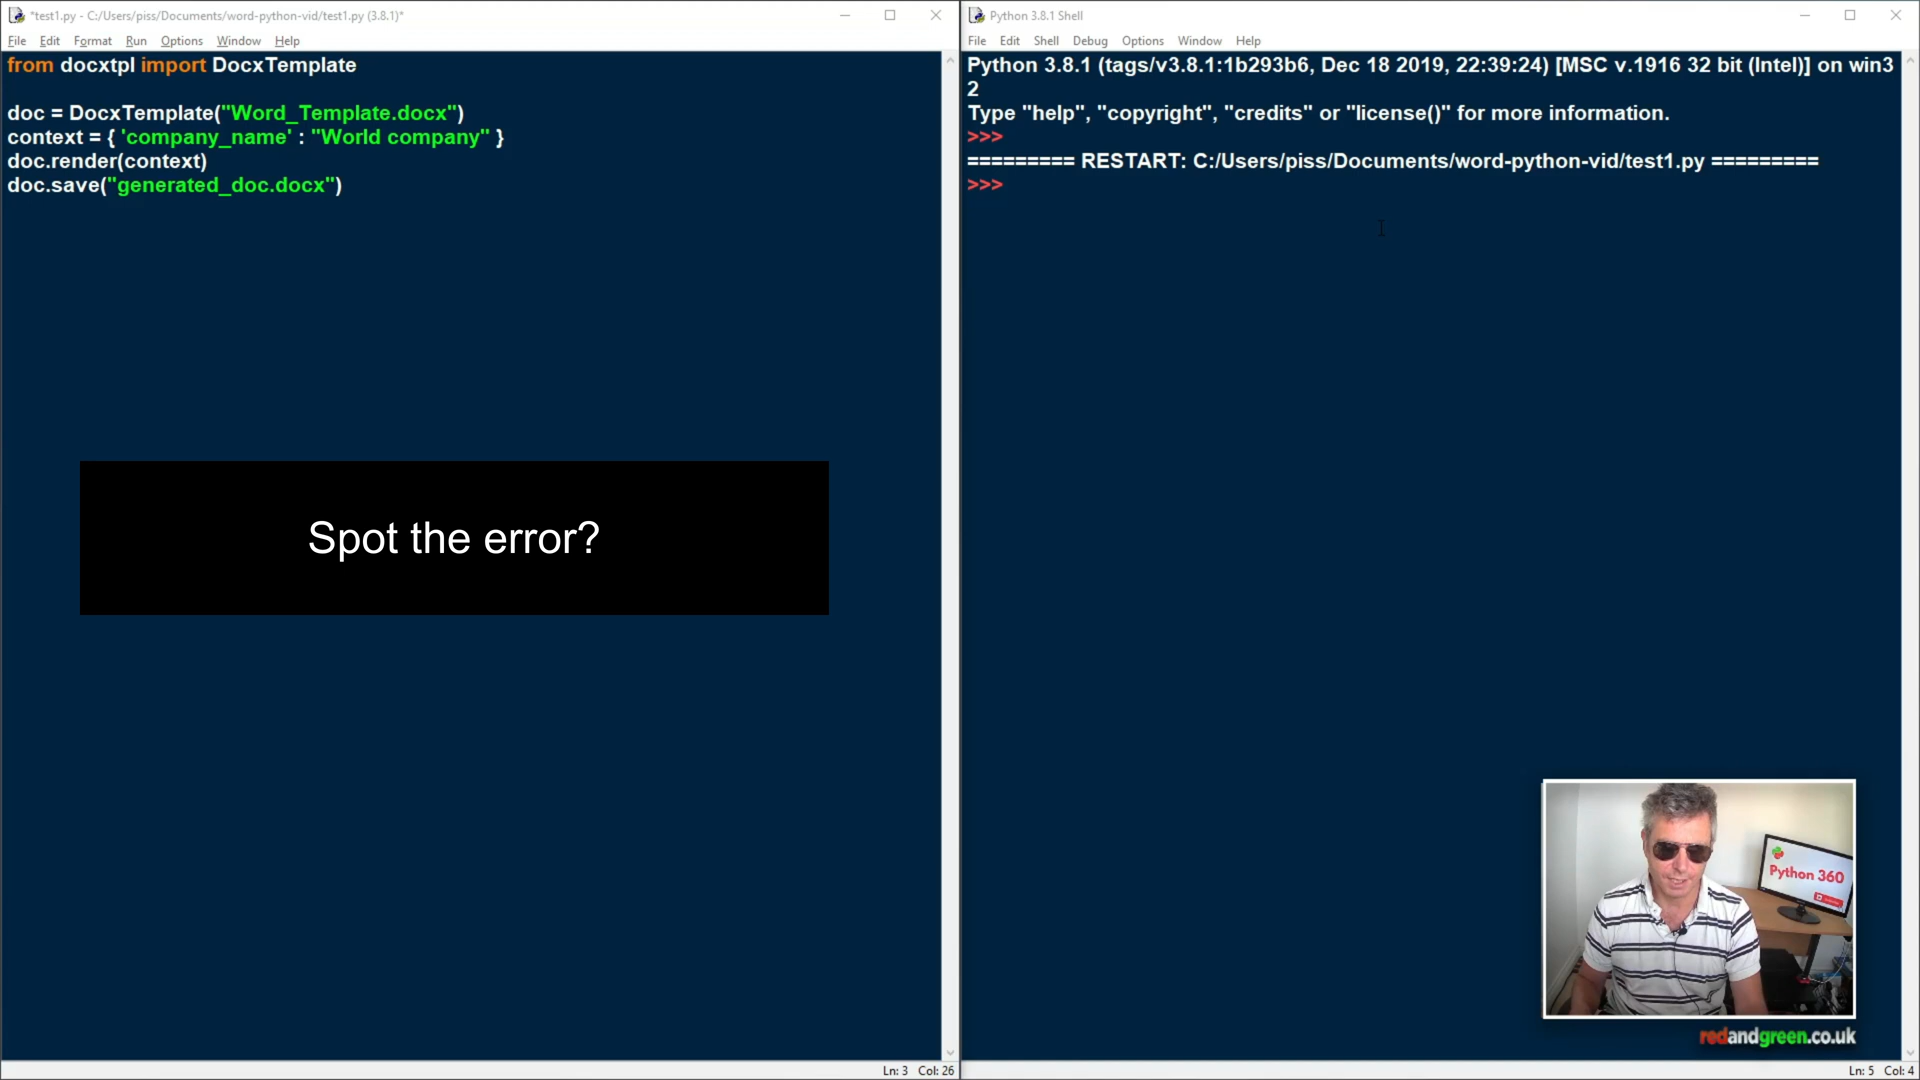 *test1.py - C:/Users/piss/Documents/word-python-vid/test1.py (3.8.1)*
File Edit Format Run Options Window Help
from docxtpl import DocxTemplate
doc = DocxTemplate("Word_Template.docx")
context = { 'company_name' : "World company" }
doc.render(context)
doc.save("generated_doc.docx")
Spot the error?
Ln: 3 Col: 26
Python 3.8.1 Shell
File Edit Shell Debug Options Window Help
Python 3.8.1 (tags/v3.8.1:1b293b6, Dec 18 2019, 22:39:24) [MSC v.1916 32 bit (Intel)] on win3
2
Type "help", "copyright", "credits" or "license()" for more information.
>>>
========= RESTART: C:/Users/piss/Documents/word-python-vid/test1.py =========
>>>
Python 360
redandgreen.co.uk
Ln: 5 Col: 4